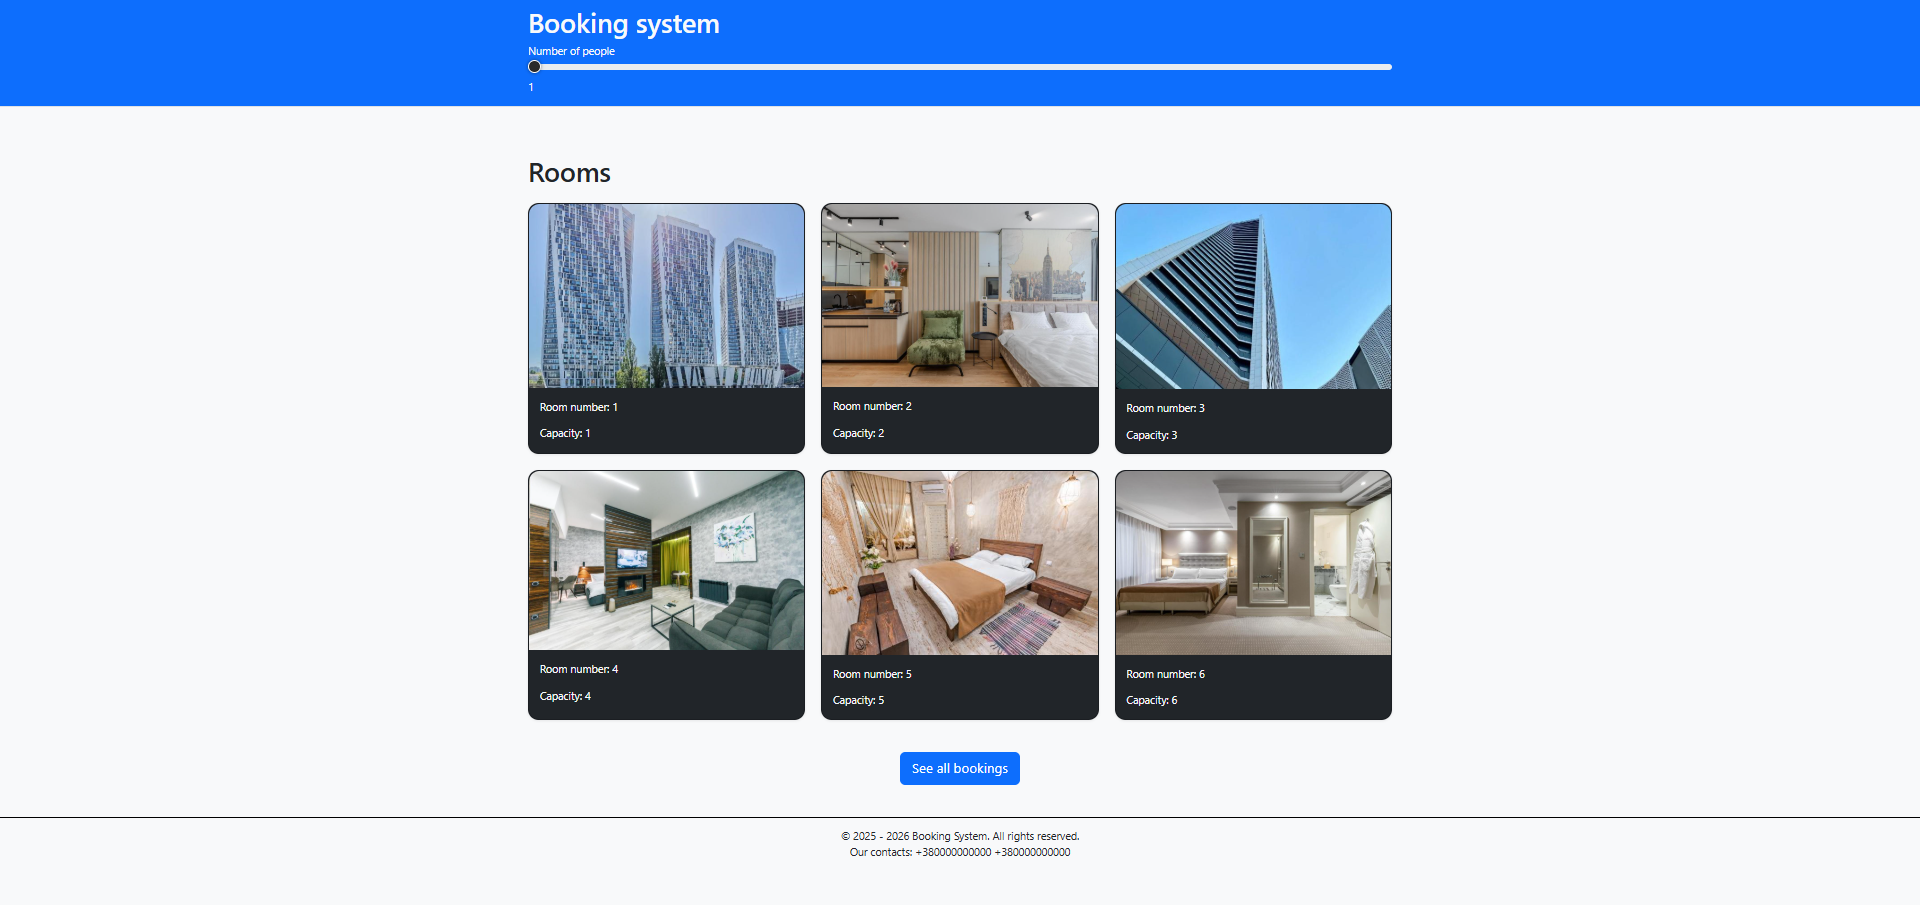 Booking system
Number of people
1
Rooms
Room number: 1
Capacity: 1
Room number: 2
Capacity: 2
Room number: 3
Capacity: 3
Room number: 4
Capacity: 4
Room number: 5
Capacity: 5
Room number: 6
Capacity: 6
See all bookings
© 2025 - 2026 Booking System. All rights reserved.
Our contacts: +380000000000 +380000000000